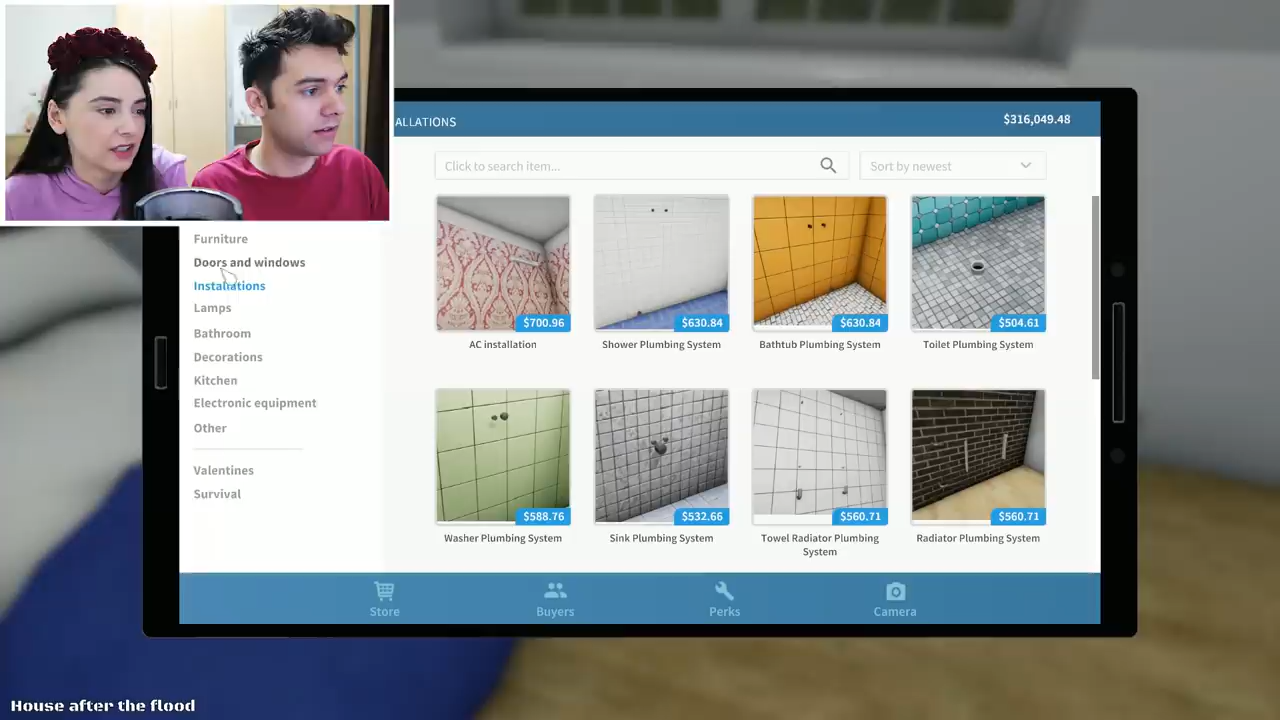 ALLATIONS
$316,049.48
Click to search item...
Sort by newest
Furniture
Doors and windows
Installations
Lamps
Bathroom
Decorations
Kitchen
Electronic equipment
Other
Valentines
Survival
$700.96
$630.84
$630.84
$504.61
AC installation
Shower Plumbing System
Bathtub Plumbing System
Toilet Plumbing System
$588.76
$532.66
$560.71
$560.71
Washer Plumbing System
Sink Plumbing System
Towel Radiator Plumbing
System
Radiator Plumbing System
Store
Buyers
Perks
Camera
House after the flood